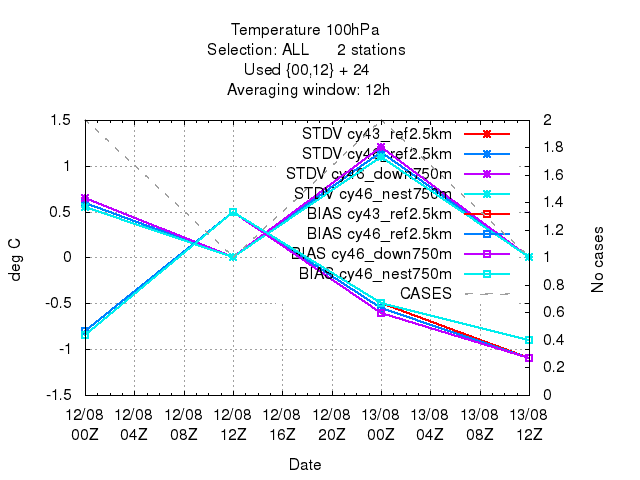 Temperature 100hPa
Selection: ALL 2 stations
Used {00,12} + 24
Averaging window: 12h
1.5
1
0.5
0
-0.5
-1
-1.5
deg C
2
1.8
1.6
1.4
1.2
1
0.8
0.6
0.4
0.2
0
No cases
STDV cy43_ref2.5km
STDV cy46_ref2.5km
STDV cy46_down750m
STDV cy46_nest750m
BIAS cy43_ref2.5km
BIAS cy46_ref2.5km
BIAS cy46_down750m
BIAS cy46_nest750m
CASES
12/08 12/08 12/08 12/08 12/08 12/08 13/08 13/08 13/08 13/08
00Z 04Z 08Z 12Z 16Z 20Z 00Z 04Z 08Z 12Z
Date